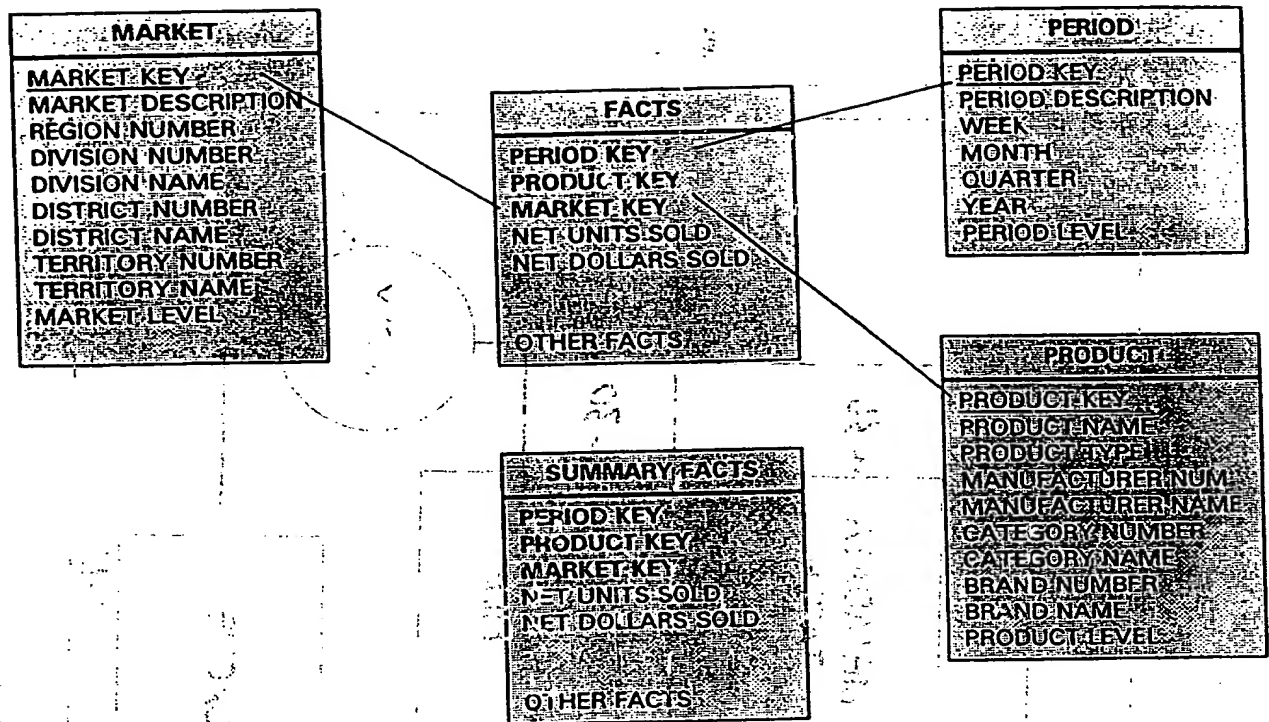 MARKET
MARKET KEY
MARKET DESCRIPTION
REGION NUMBER
DIVISION NUMBER
DIVISION NAME
DISTRICT NUMBER
DISTRICT NAME
TERRITORY NUMBER
TERRITORY NAME
MARKET LEVEL
FACTS
PERIOD KEY
PRODUCT KEY
MARKET KEY
NET UNITS SOLD
NET DOLLARS SOLD
OTHER FACTS
PERIOD
PERIOD KEY
PERIOD DESCRIPTION
WEEK
MONTH
QUARTER
YEAR
PERIOD LEVEL
PRODUCT
PRODUCT KEY
PRODUCT NAME
PRODUCT TYPE
MANUFACTURER NUM
MANUFACTURER NAME
CATEGORY NUMBER
CATEGORY NAME
BRAND NUMBER
BRAND NAME
PRODUCT LEVEL
SUMMARY FACTS
PERIOD KEY
PRODUCT KEY
MARKET KEY
NET UNITS SOLD
NET DOLLARS SOLD
OTHER FACTS